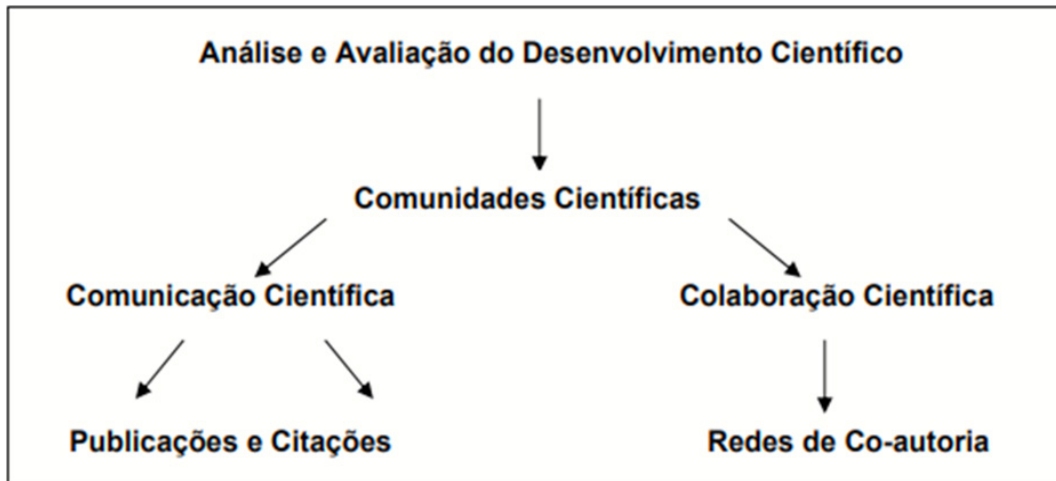 Análise e Avaliação do Desenvolvimento Científico
Comunidades Científicas
Comunicação Científica
Colaboração Científica
Publicações e Citações
Redes de Co-autoria